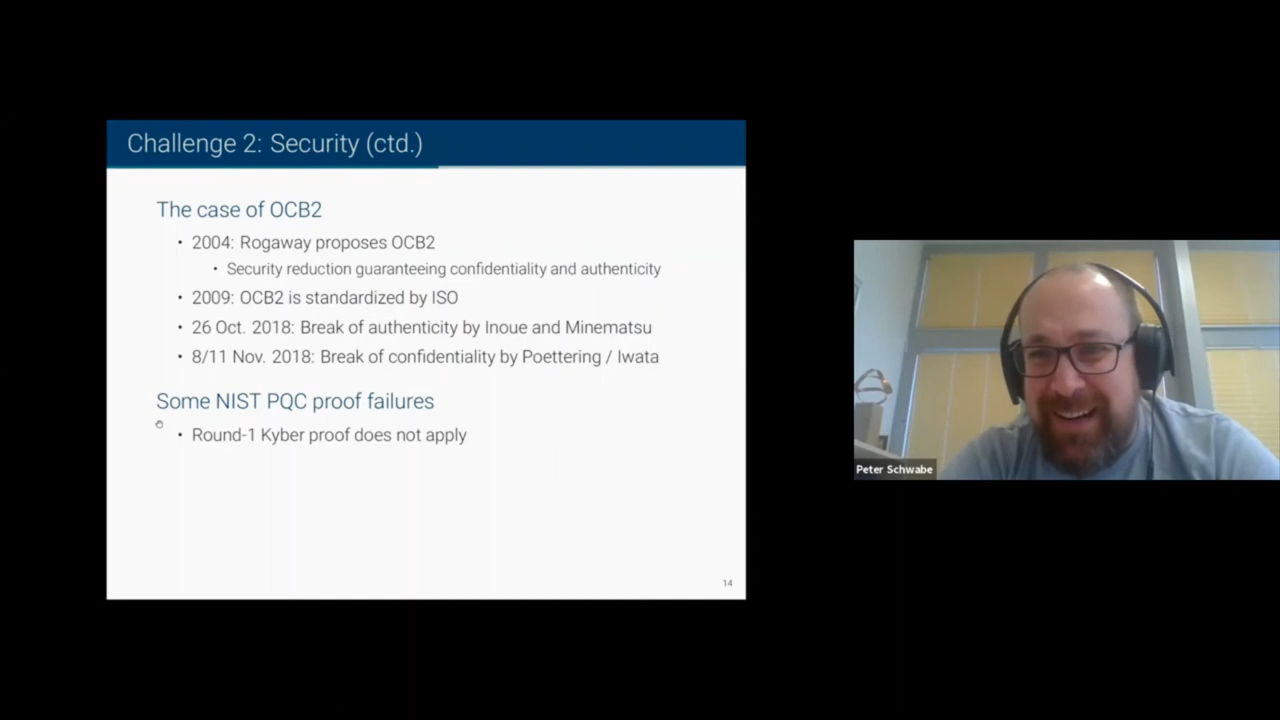 Challenge 2: Security (ctd.)
The case of OCB2
• 2004: Rogaway proposes OCB2
• Security reduction guaranteeing confidentiality and authenticity
• 2009: OCB2 is standardized by ISO
• 26 Oct. 2018: Break of authenticity by Inoue and Minematsu
• 8/11 Nov. 2018: Break of confidentiality by Poettering / Iwata
Some NIST PQC proof failures
• Round-1 Kyber proof does not apply
14
Peter Schwabe